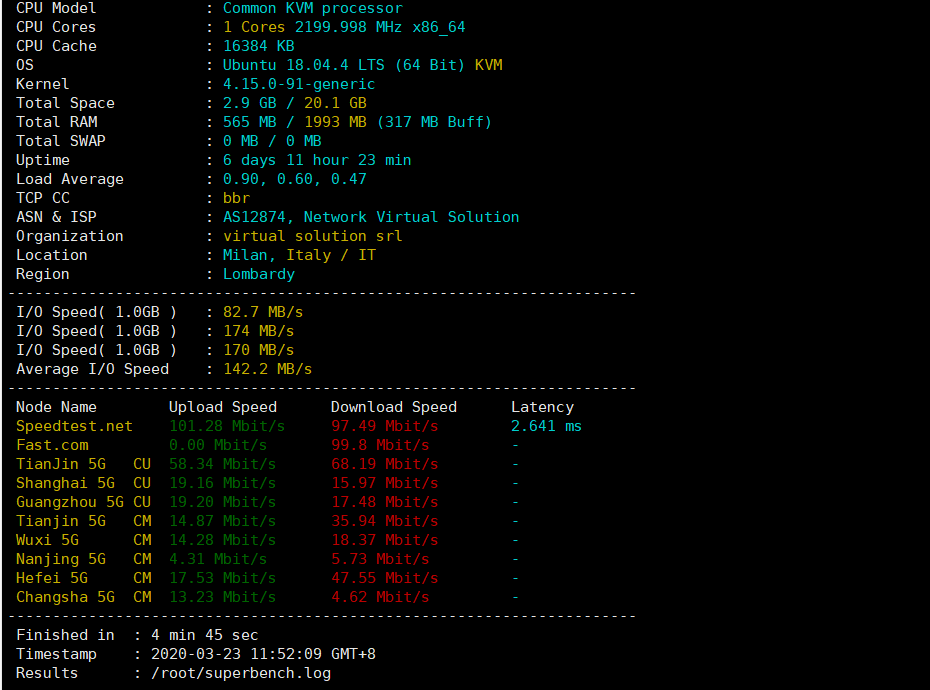 CPU Model : Common KVM processor
CPU Cores : 1 Cores 2199.998 MHz x86_64
CPU Cache : 16384 KB
OS : Ubuntu 18.04.4 LTS (64 Bit) KVM
Kernel : 4.15.0-91-generic
Total Space : 2.9 GB / 20.1 GB
Total RAM : 565 MB / 1993 MB (317 MB Buff)
Total SWAP : 0 MB / 0 MB
Uptime : 6 days 11 hour 23 min
Load Average : 0.90, 0.60, 0.47
TCP CC : bbr
ASN & ISP : AS12874, Network Virtual Solution
Organization : virtual solution srl
Location : Milan, Italy / IT
Region : Lombardy
----------------------------------------------------------------------
I/O Speed( 1.0GB ) : 82.7 MB/s
I/O Speed( 1.0GB ) : 174 MB/s
I/O Speed( 1.0GB ) : 170 MB/s
Average I/O Speed : 142.2 MB/s
----------------------------------------------------------------------
Node Name Upload Speed Download Speed Latency
Speedtest.net 101.28 Mbit/s 97.49 Mbit/s 2.641 ms
Fast.com 0.00 Mbit/s 99.8 Mbit/s -
TianJin 5G CU 58.34 Mbit/s 68.19 Mbit/s -
Shanghai 5G CU 19.16 Mbit/s 15.97 Mbit/s -
Guangzhou 5G CU 19.20 Mbit/s 17.48 Mbit/s -
Tianjin 5G CM 14.87 Mbit/s 35.94 Mbit/s -
Wuxi 5G CM 14.28 Mbit/s 18.37 Mbit/s -
Nanjing 5G CM 4.31 Mbit/s 5.73 Mbit/s -
Hefei 5G CM 17.53 Mbit/s 47.55 Mbit/s -
Changsha 5G CM 13.23 Mbit/s 4.62 Mbit/s -
----------------------------------------------------------------------
Finished in : 4 min 45 sec
Timestamp : 2020-03-23 11:52:09 GMT+8
Results : /root/superbench.log